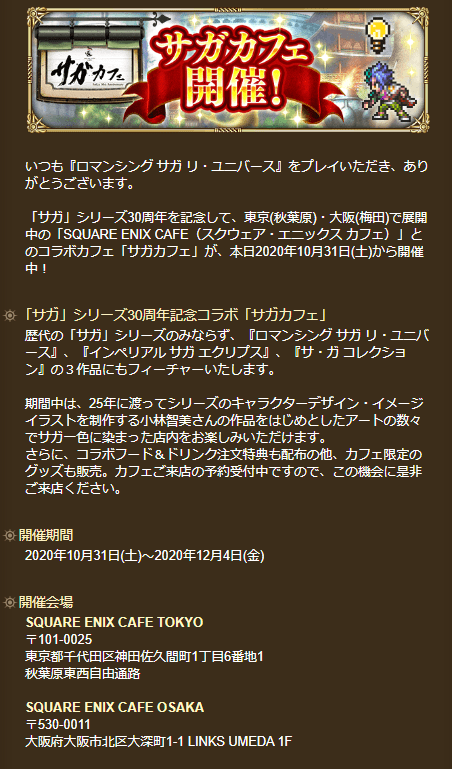 サガ カフェ
サガカフェ
開催!
いつも『ロマンシング サガ リ・ユニバース』をプレイいただき、あり
がとうございます。
「サガ」シリーズ30周年を記念して、東京(秋葉原)・大阪(梅田)で展開
中の「SQUARE ENIX CAFE（スクウェア・エニックス カフェ）」と
のコラボカフェ「サガカフェ」が、本日2020年10月31日(土)から開催
中！
「サガ」シリーズ30周年記念コラボ「サガカフェ」
歴代の「サガ」シリーズのみならず、『ロマンシング サガ リ・ユニバ
ース』、『インペリアル サガ エクリプス』、『サ・ガ コレクショ
ン』の３作品にもフィーチャーいたします。
期間中は、25年に渡ってシリーズのキャラクターデザイン・イメージ
イラストを制作する小林智美さんの作品をはじめとしたアートの数々
でサガ一色に染まった店内をお楽しみいただけます。
さらに、コラボフード＆ドリンク注文特典も配布の他、カフェ限定の
グッズも販売。カフェご来店の予約受付中ですので、この機会に是非
ご来店ください。
開催期間
2020年10月31日(土)～2020年12月4日(金)
開催会場
SQUARE ENIX CAFE TOKYO
〒101-0025
東京都千代田区神田佐久間町1丁目6番地1
秋葉原東西自由通路
SQUARE ENIX CAFE OSAKA
〒530-0011
大阪府大阪市北区大深町1-1 LINKS UMEDA 1F